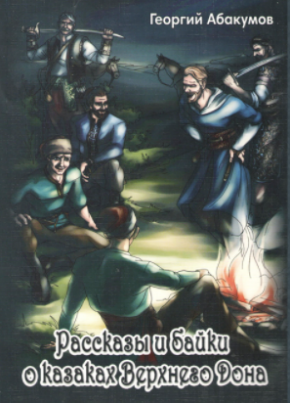 Георгий Абакумов
Рассказы и байки
о казаках Верхнего Дона